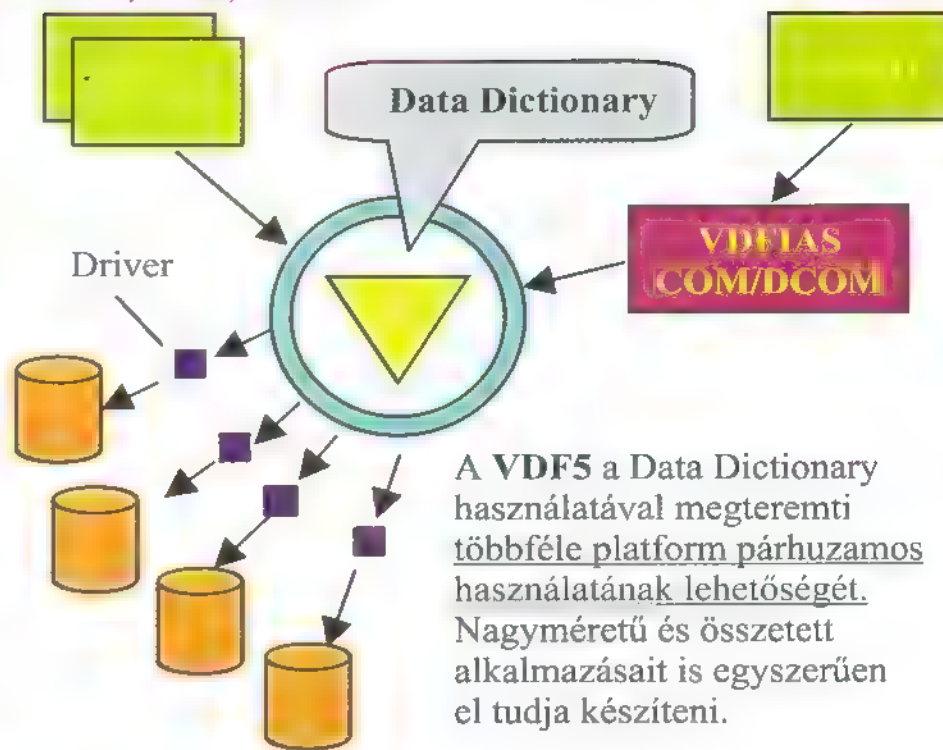 Data Dictionary
VDFIAS
COM/DCOM
Driver
A VDF5 a Data Dictionary
használatával megteremti
többféle platform párhuzamos
használatának lehetőségét.
Nagyméretű és összetett
alkalmazásait is egyszerűen
el tudja készíteni.